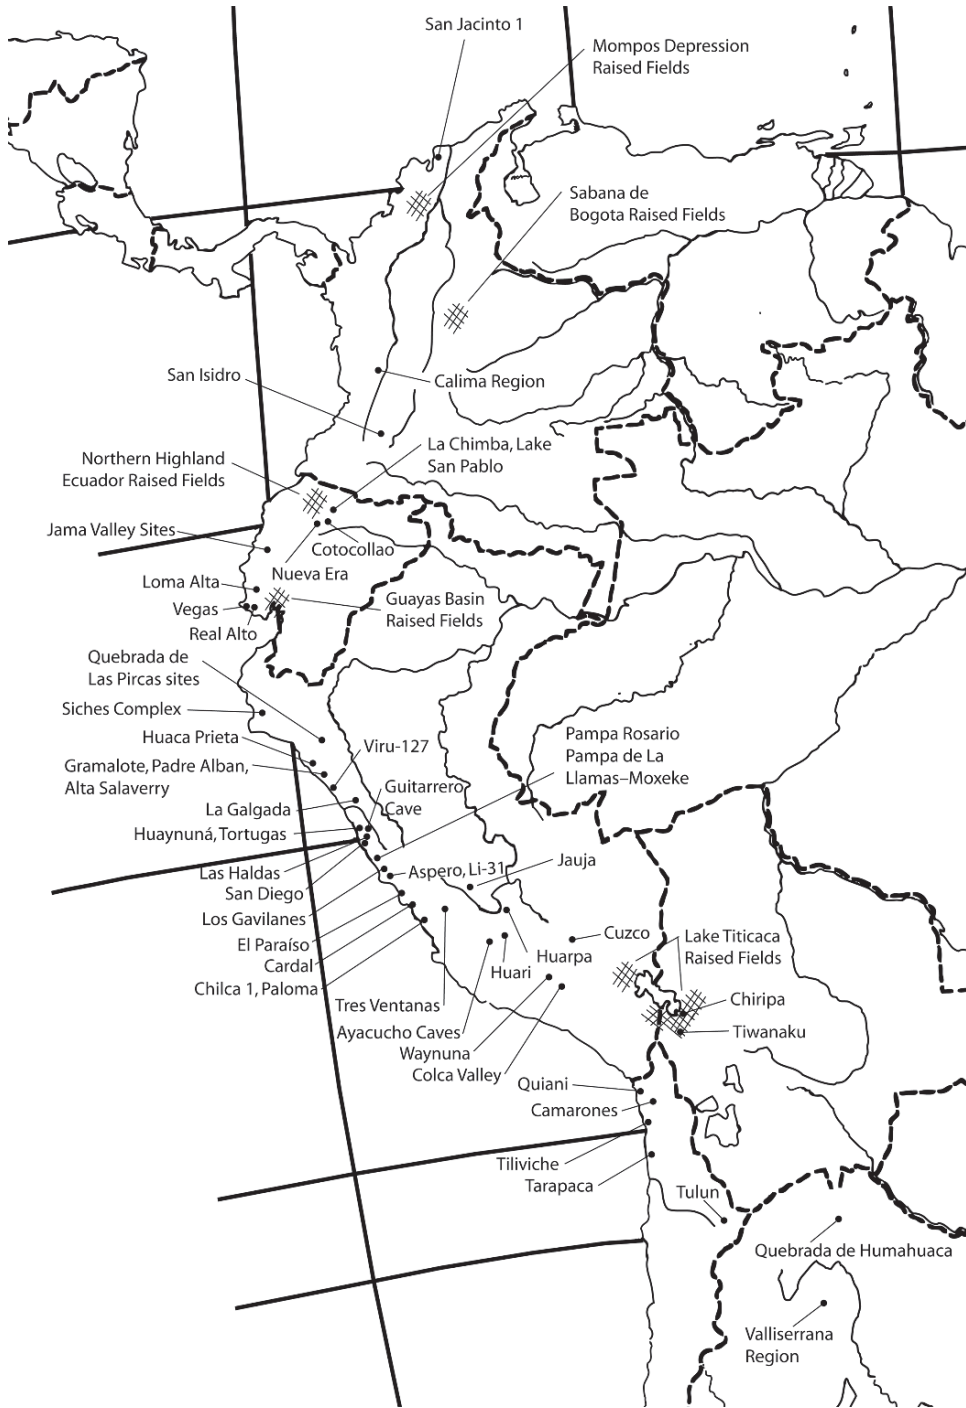 San Jacinto 1
Mompos Depression
Raised Fields
Sabana de
Bogota Raised Fields
San Isidro
Calima Region
La Chimba, Lake
San Pablo
Northern Highland
Ecuador Raised Fields
Jama Valley Sites
Cotocollao
Nueva Era
Loma Alta
Guayas Basin
Raised Fields
Vegas
Real Alto
Quebrada de
Las Pircas sites
Siches Complex
Huaca Prieta
Viru-127
Pampa Rosario
Pampa de La
Llamas–Moxeke
Gramalote, Padre Alban,
Alta Salaverry
Guitarrero
Cave
La Galgada
Huaynuná, Tortugas
Las Haldas
San Diego
Aspero, Li-31
Jauja
Los Gavilanes
El Paraíso
Cardal
Chilca 1, Paloma
Cuzco
Lake Titicaca
Raised Fields
Huarpa
Huari
Tres Ventanas
Chiripa
Ayacucho Caves
Tiwanaku
Waynuna
Colca Valley
Quiani
Camarones
Tiliviche
Tarapaca
Tulun
Quebrada de Humahuaca
Valliserrana
Region